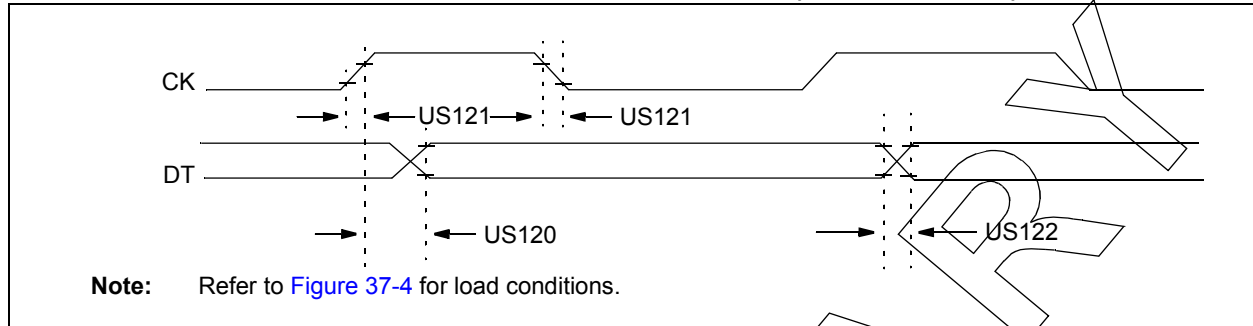 CK
US121 US121
DT
US120 US122
Note: Refer to Figure 37-4 for load conditions.